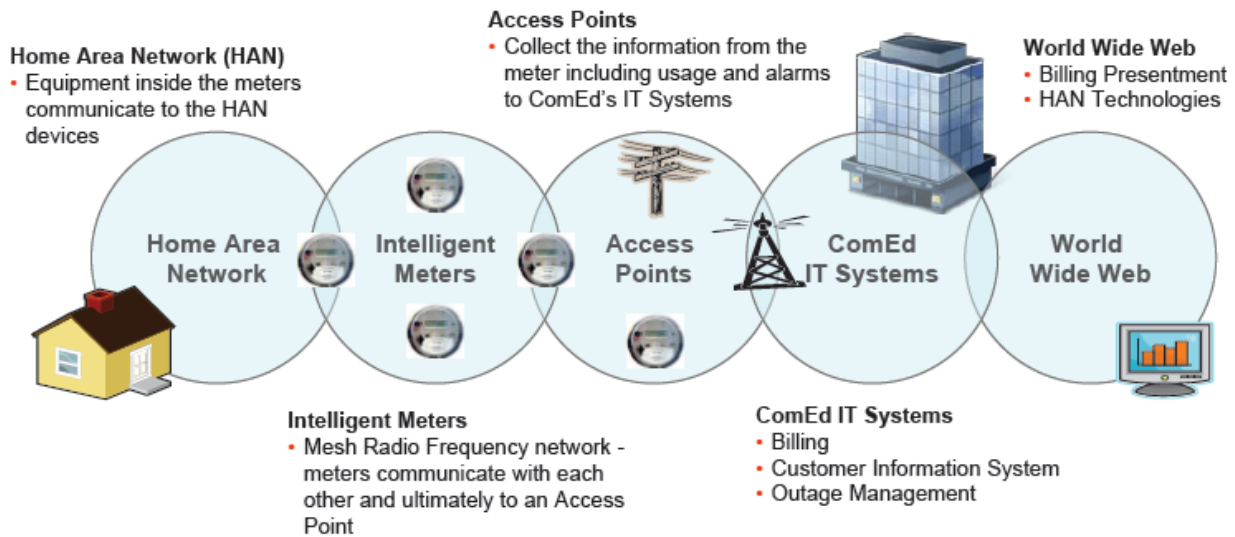 Home Area Network (HAN)
• Equipment inside the meters
communicate to the HAN
devices
Access Points
• Collect the information from the
meter including usage and alarms
to ComEd's IT Systems
World Wide Web
• Billing Presentment
• HAN Technologies
Home Area
Network
Intelligent
Meters
Access
Points
ComEd
IT Systems
World
Wide Web
Intelligent Meters
• Mesh Radio Frequency network -
meters communicate with each
other and ultimately to an Access
Point
ComEd IT Systems
• Billing
• Customer Information System
• Outage Management